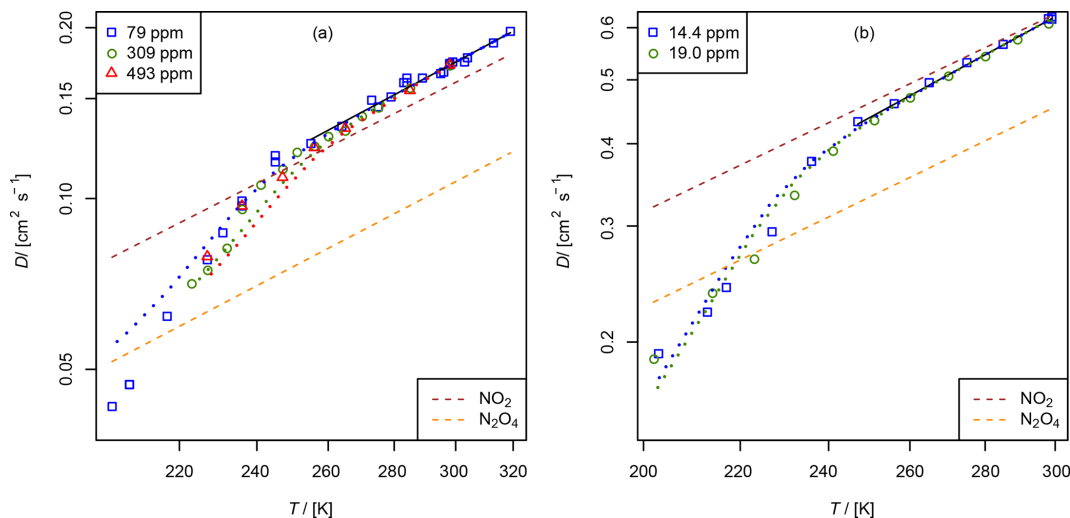 (a)
79 ppm
309 ppm
493 ppm
D/ [cm² s⁻¹]
0.20
0.15
0.10
0.05
NO₂
N₂O₄
220
240
260
280
300
320
T / [K]
(b)
14.4 ppm
19.0 ppm
D/ [cm² s⁻¹]
0.6
0.5
0.4
0.3
0.2
NO₂
N₂O₄
200
220
240
260
280
300
T / [K]